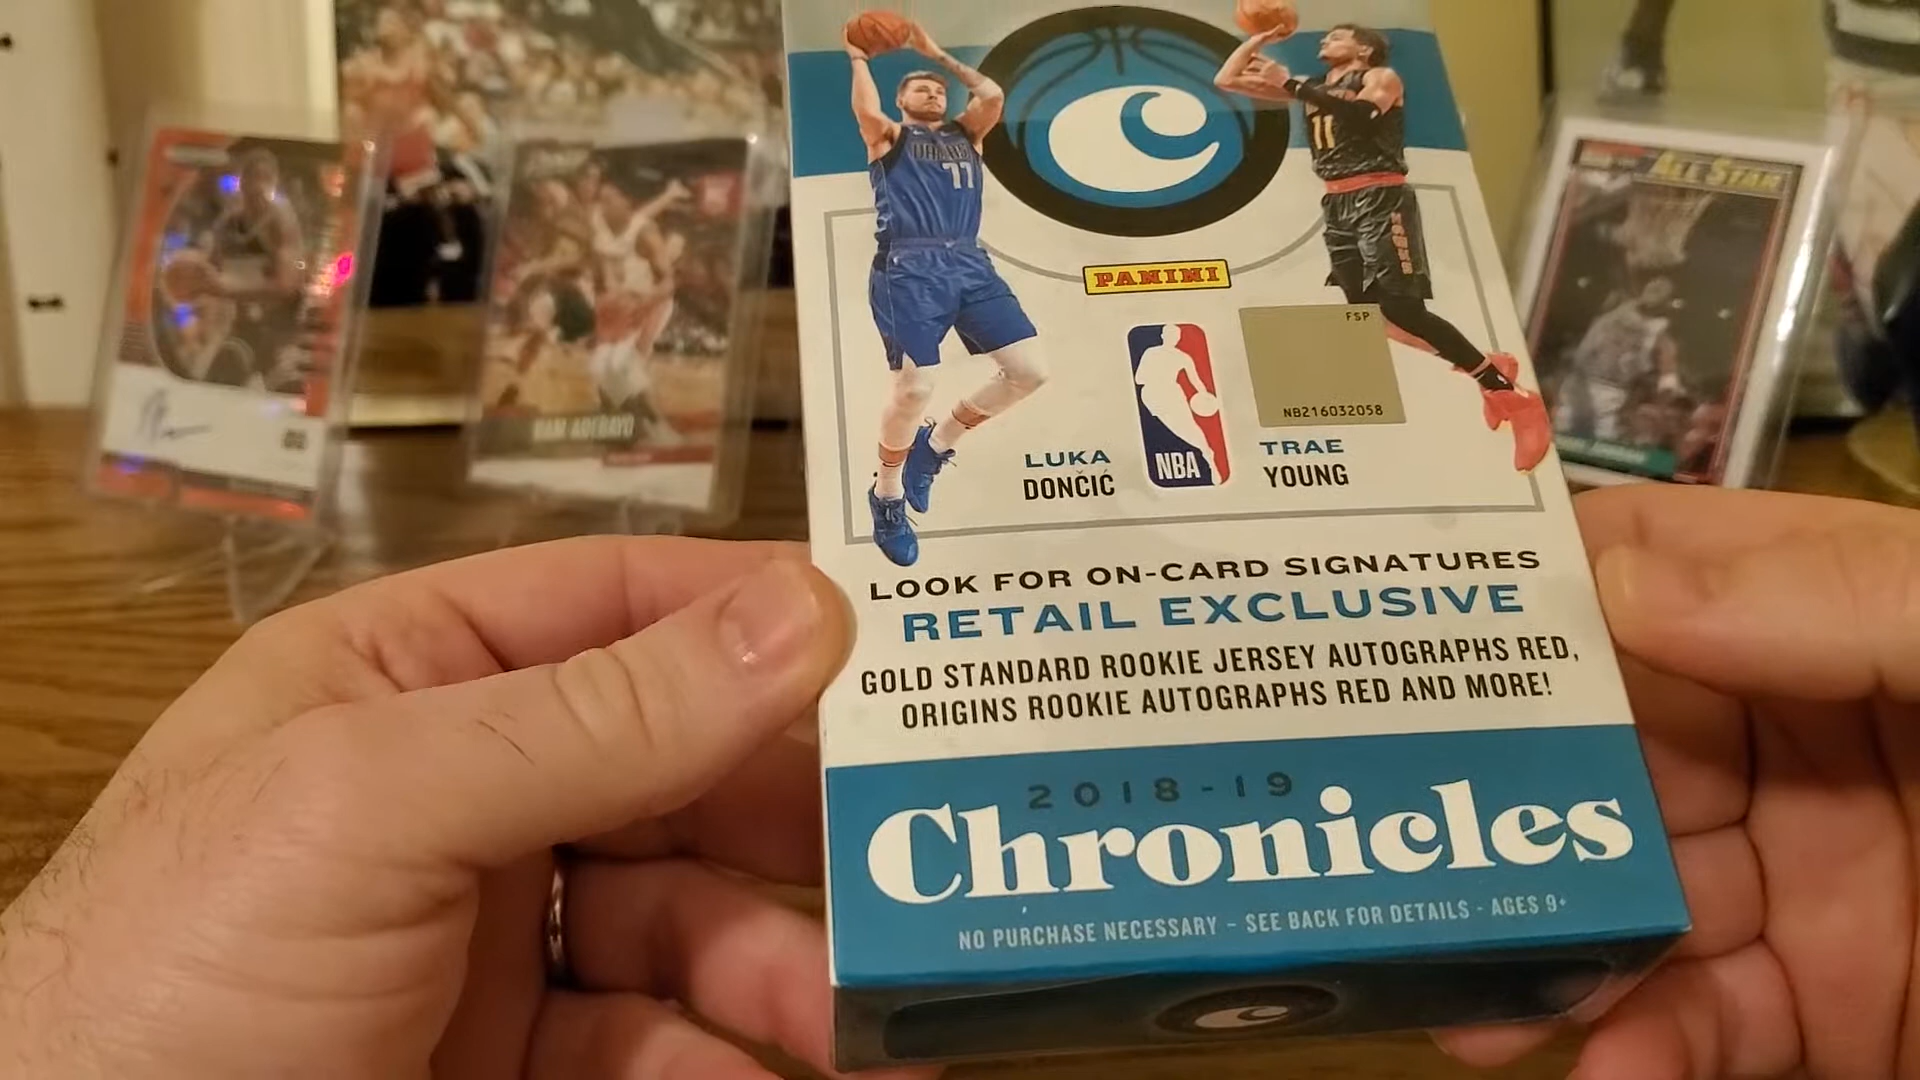 ALL STAR
DALLAS
77
11
HAWKS
PANINI
FSP
NB216032058
NBA
LUKA
DONČIĆ
TRAE
YOUNG
BAM ADEBAYO
LOOK FOR ON-CARD SIGNATURES
RETAIL EXCLUSIVE
GOLD STANDARD ROOKIE JERSEY AUTOGRAPHS RED,
ORIGINS ROOKIE AUTOGRAPHS RED AND MORE!
2018-19
Chronicles
NO PURCHASE NECESSARY - SEE BACK FOR DETAILS - AGES 9+